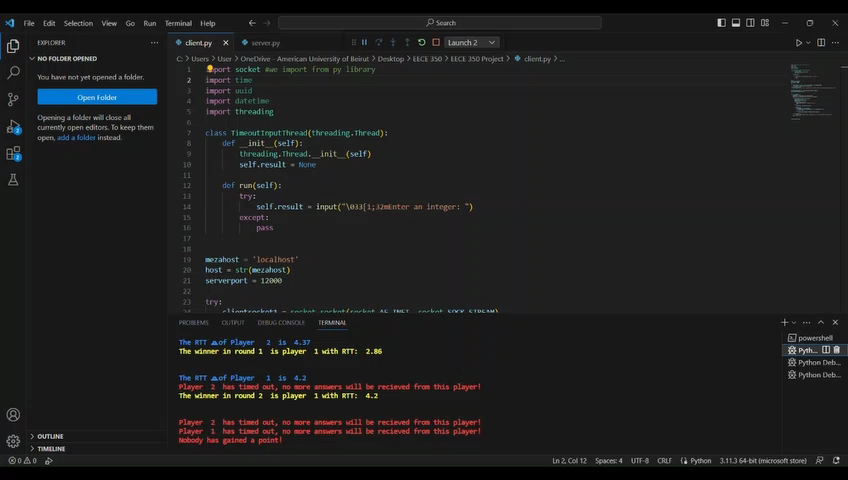 File Edit Selection View Go Run Terminal Help
Search
EXPLORER
client.py
server.py
Launch 2
NO FOLDER OPENED
You have not yet opened a folder.
Open Folder
Opening a folder will close all currently open editors. To keep them open, add a folder instead.
OUTLINE
TIMELINE
C: > Users > User > OneDrive - American University of Beirut > Desktop > EECE 350 > EECE 350 Project > client.py > ...
1 import socket #we import from py library
2 import time
3 import uuid
4 import datetime
5 import threading
6
7 class TimeoutInputThread(threading.Thread):
8 def __init__(self):
9 threading.Thread.__init__(self)
10 self.result = None
11
12 def run(self):
13 try:
14 self.result = input("\033[1;32mEnter an integer: ")
15 except:
16 pass
17
18
19 mezahost = 'localhost'
20 host = str(mezahost)
21 serverport = 12000
22
23 try:
clientsocket1 = socket.socket(socket.AF_INET, socket.SOCK_STREAM)
PROBLEMS OUTPUT DEBUG CONSOLE TERMINAL
The RTT of Player 2 is 4.37
The winner in round 1 is player 1 with RTT: 2.86
The RTT of Player 1 is 4.2
Player 2 has timed out, no more answers will be recieved from this player!
The winner in round 2 is player 1 with RTT: 4.2
Player 2 has timed out, no more answers will be recieved from this player!
Player 1 has timed out, no more answers will be recieved from this player!
Nobody has gained a point!
powershell
Pyth...
Python Deb...
Python Deb...
0 0
Ln 2, Col 12 Spaces: 4 UTF-8 CRLF Python 3.11.3 64-bit (microsoft store)